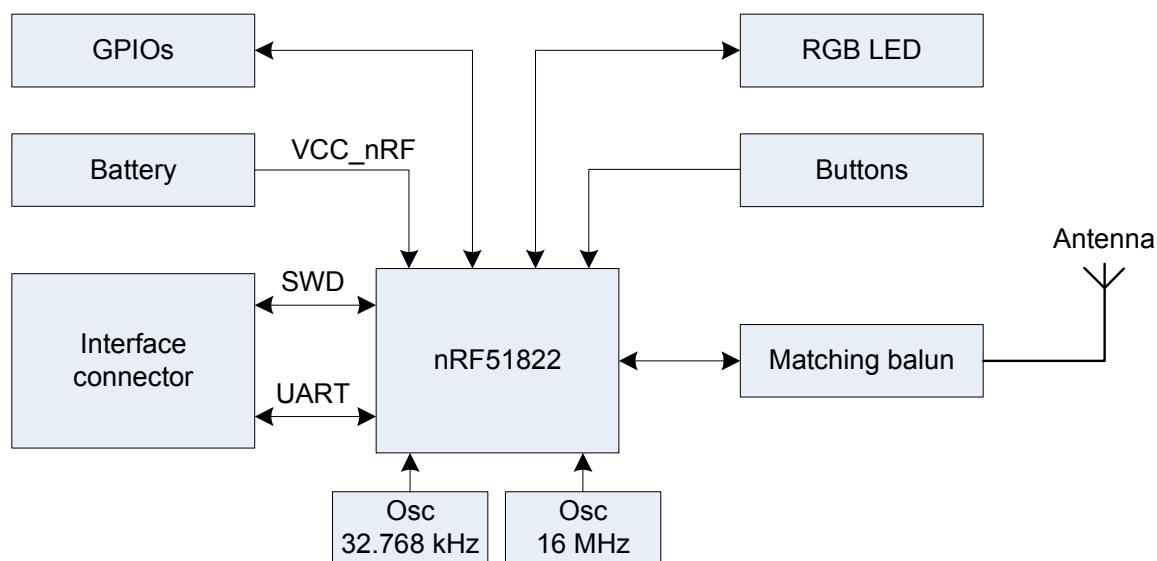 GPIOs
RGB LED
Battery
VCC_nRF
Buttons
Antenna
Interface
connector
SWD
UART
nRF51822
Matching balun
Osc
32.768 kHz
Osc
16 MHz